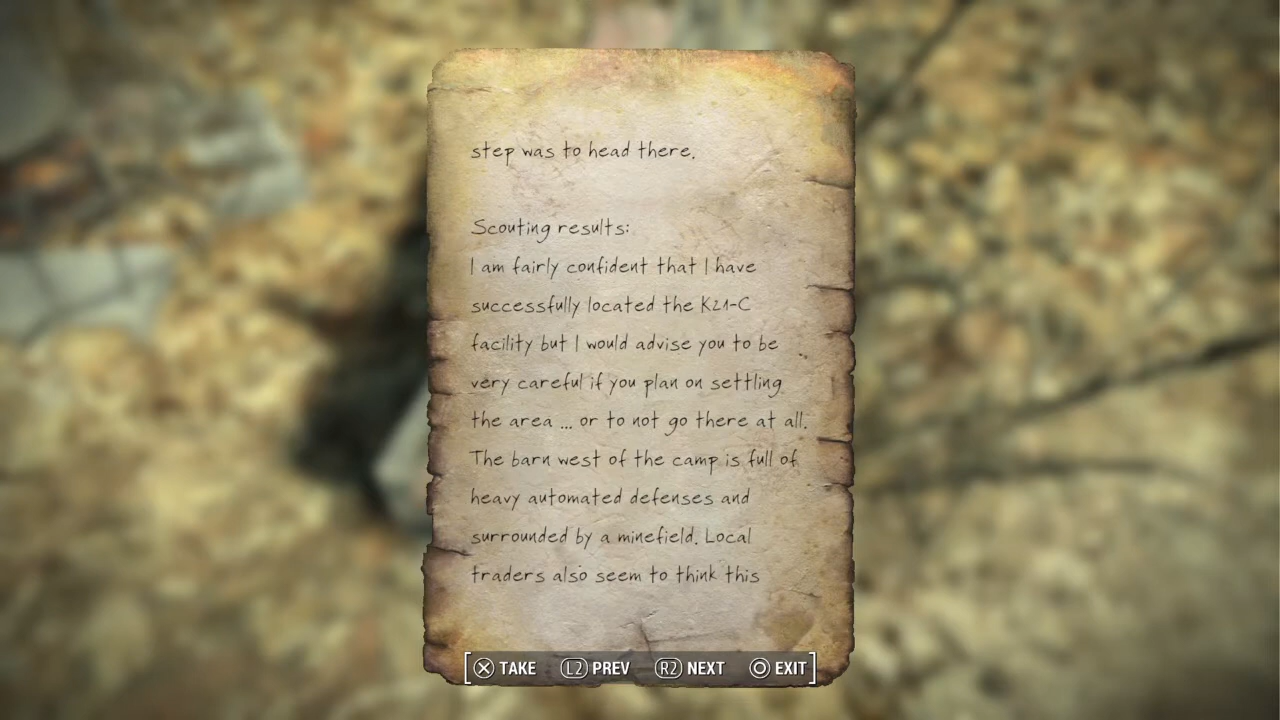 step was to head there.
Scouting results:
I am fairly confident that I have
successfully located the K21-C
facility but I would advise you to be
very careful if you plan on settling
the area ... or to not go there at all.
The barn west of the camp is full of
heavy automated defenses and
surrounded by a minefield. Local
traders also seem to think this
TAKE L2 PREV R2 NEXT EXIT